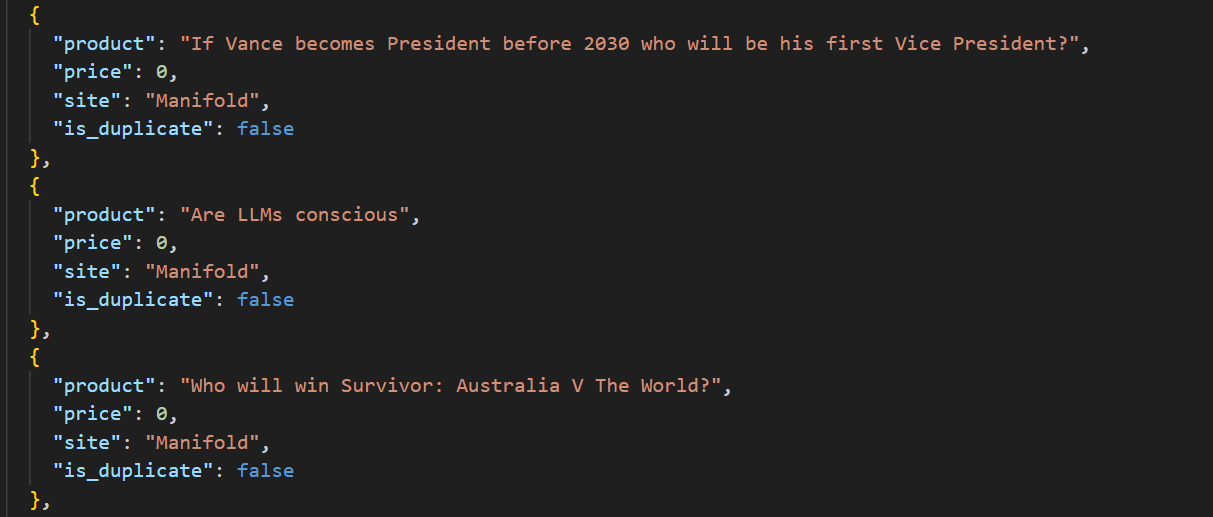 {
"product": "If Vance becomes President before 2030 who will be his first Vice President?",
"price": 0,
"site": "Manifold",
"is_duplicate": false
},
{
"product": "Are LLMs conscious",
"price": 0,
"site": "Manifold",
"is_duplicate": false
},
{
"product": "Who will win Survivor: Australia V The World?",
"price": 0,
"site": "Manifold",
"is_duplicate": false
},